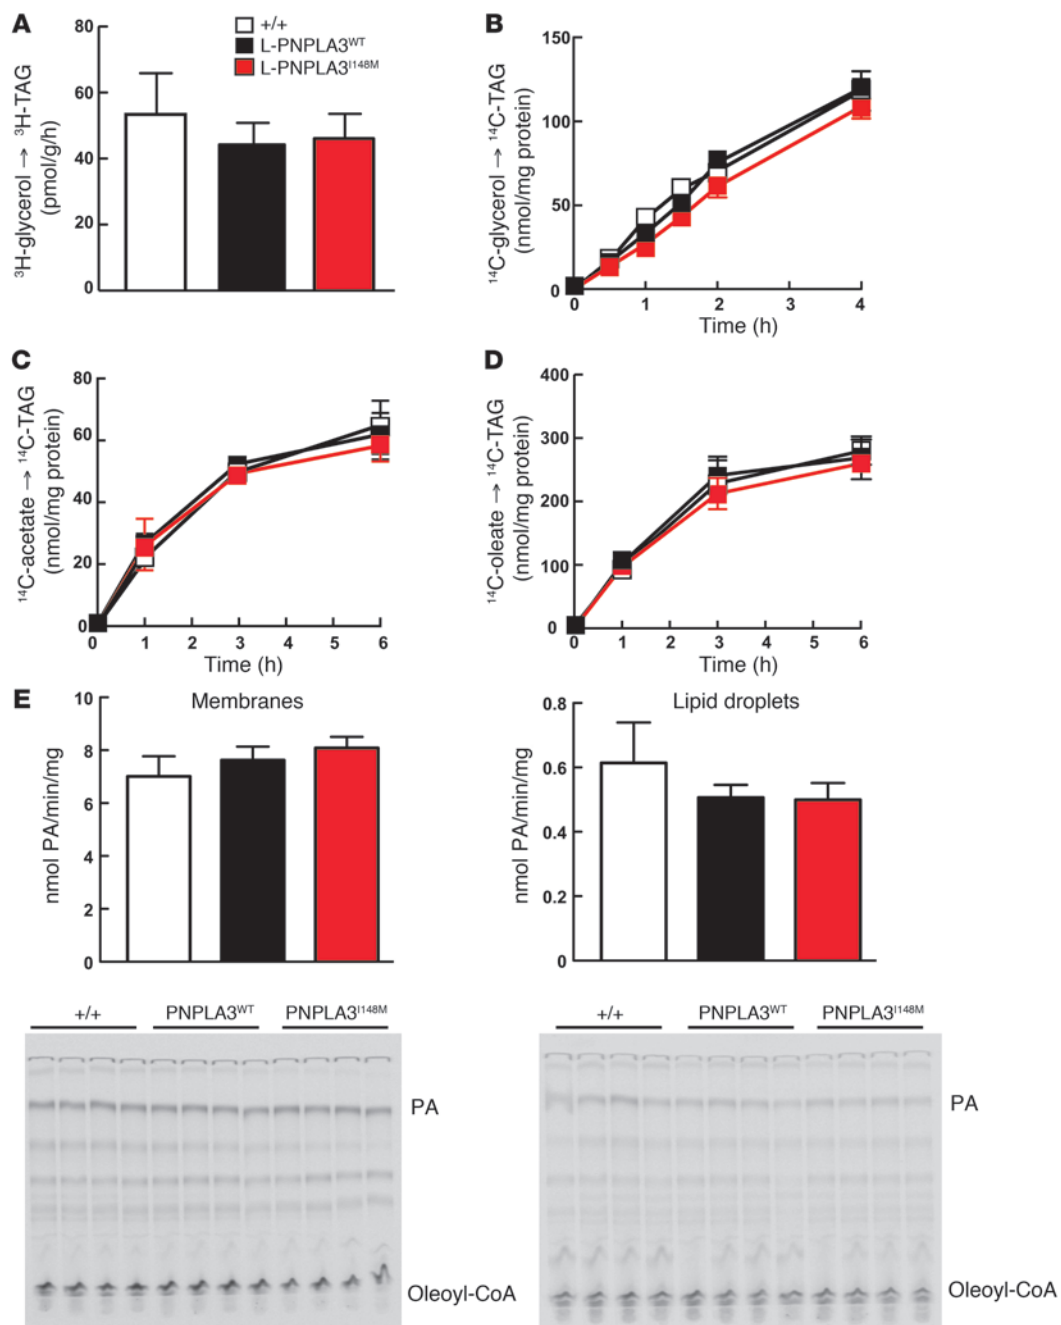 A
+/+
L-PNPLA3ᵂᵀ
L-PNPLA3ᴵ¹⁴⁸ᴹ
³H-glycerol → ³H-TAG
(pmol/g/h)
80
60
40
20
0
B
¹⁴C-glycerol → ¹⁴C-TAG
(nmol/mg protein)
150
100
50
0
0 1 2 3 4
Time (h)
C
¹⁴C-acetate → ¹⁴C-TAG
(nmol/mg protein)
80
60
40
20
0
0 1 2 3 4 5 6
Time (h)
D
¹⁴C-oleate → ¹⁴C-TAG
(nmol/mg protein)
400
300
200
100
0
0 1 2 3 4 5 6
Time (h)
E
Membranes
nmol PA/min/mg
10
8
6
4
2
0
Lipid droplets
nmol PA/min/mg
0.8
0.6
0.4
0.2
0
+/+ PNPLA3ᵂᵀ PNPLA3ᴵ¹⁴⁸ᴹ
PA
Oleoyl-CoA
+/+ PNPLA3ᵂᵀ PNPLA3ᴵ¹⁴⁸ᴹ
PA
Oleoyl-CoA